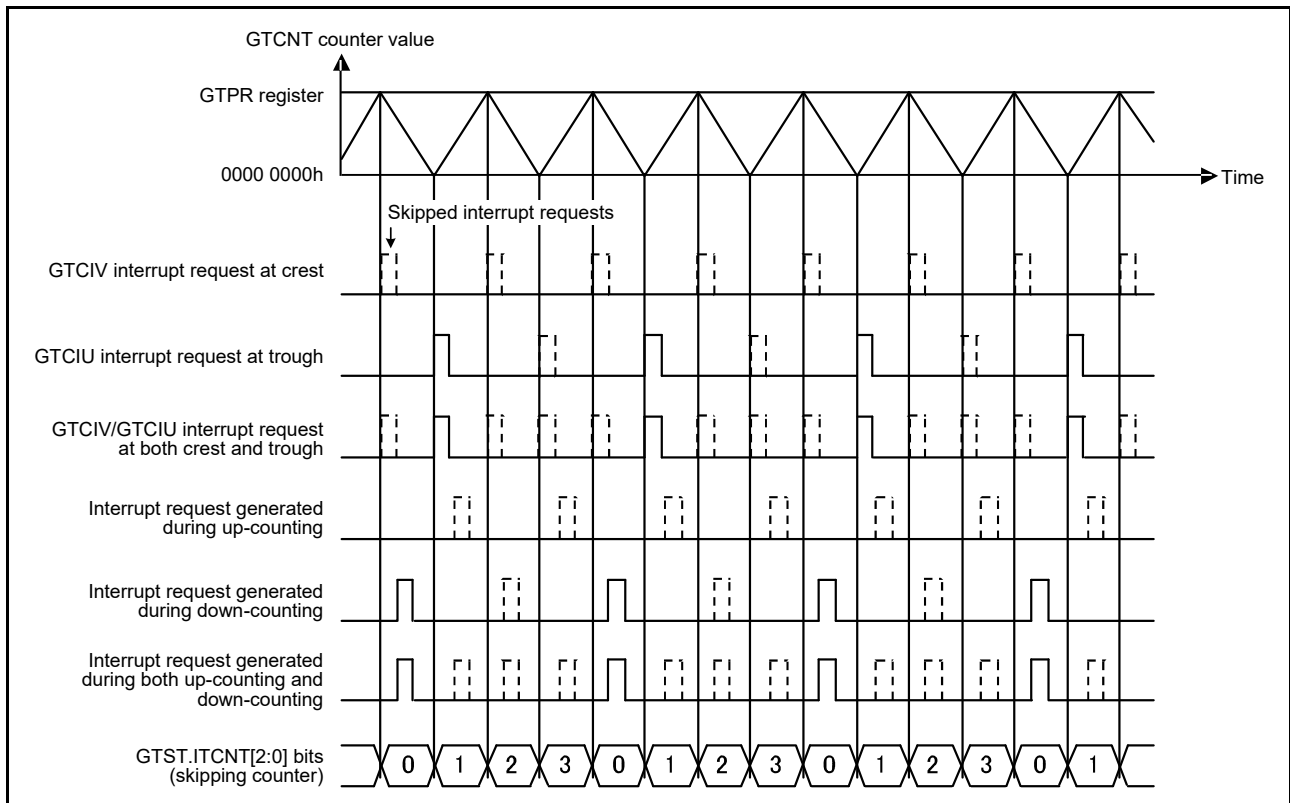 GTCNT counter value
GTPR register
0000 0000h
Time
Skipped interrupt requests
GTCIV interrupt request at crest
GTCIU interrupt request at trough
GTCIV/GTCIU interrupt request
at both crest and trough
Interrupt request generated
during up-counting
Interrupt request generated
during down-counting
Interrupt request generated
during both up-counting and
down-counting
GTST.ITCNT[2:0] bits
(skipping counter)
0 1 2 3 0 1 2 3 0 1 2 3 0 1